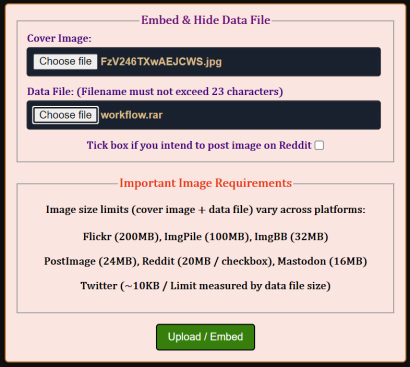 Embed & Hide Data File
Cover Image:
Choose file FzV246TXwAEJCWS.jpg
Data File: (Filename must not exceed 23 characters)
Choose file workflow.rar
Tick box if you intend to post image on Reddit
Important Image Requirements
Image size limits (cover image + data file) vary across platforms:
Flickr (200MB), ImgPile (100MB), ImgBB (32MB)
PostImage (24MB), Reddit (20MB / checkbox), Mastodon (16MB)
Twitter (~10KB / Limit measured by data file size)
Upload / Embed